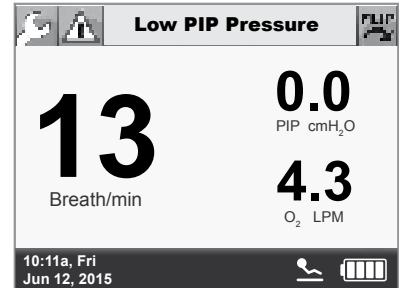 Low PIP Pressure
13
Breath/min
0.0
PIP cmH₂O
4.3
O₂ LPM
10:11a, Fri
Jun 12, 2015